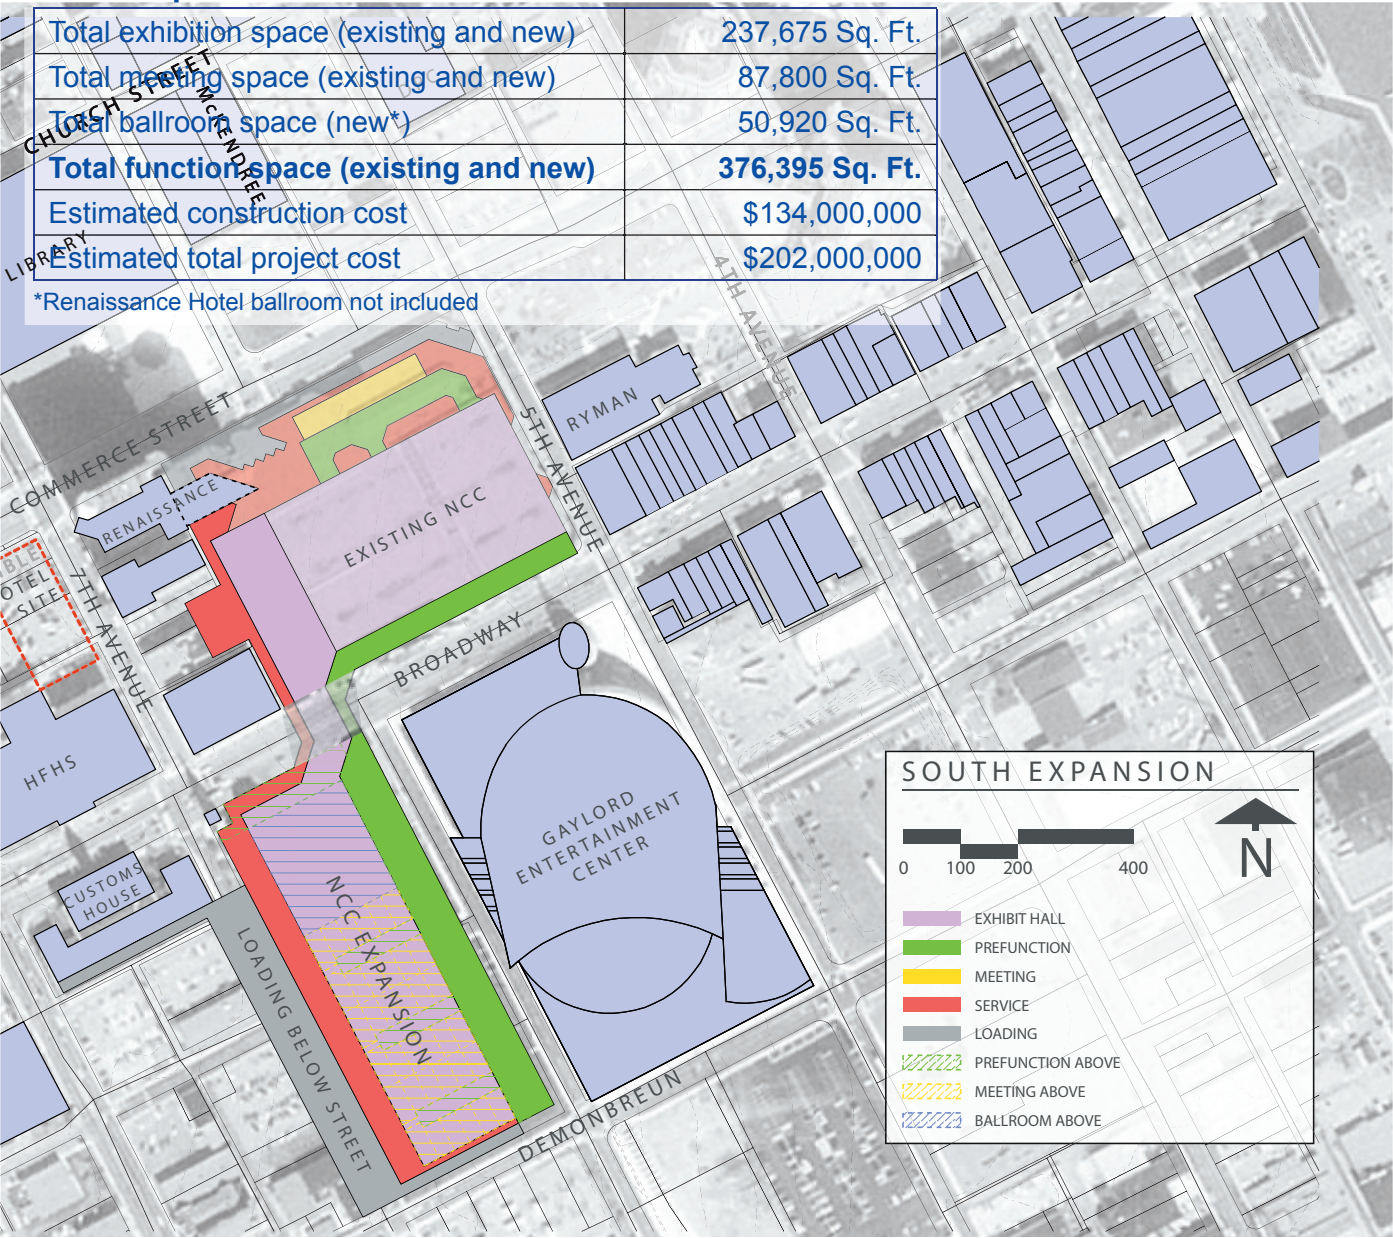 Total exhibition space (existing and new) 237,675 Sq. Ft.
Total meeting space (existing and new) 87,800 Sq. Ft.
Total ballroom space (new*) 50,920 Sq. Ft.
Total function space (existing and new) 376,395 Sq. Ft.
Estimated construction cost $134,000,000
Estimated total project cost $202,000,000
*Renaissance Hotel ballroom not included
CHURCH STREET
McKENDREE
LIBRARY
4TH AVENUE
COMMERCE STREET
RYMAN
5TH AVENUE
RENAISSANCE
EXISTING NCC
BLE
OTEL
SITE
7TH AVENUE
BROADWAY
HFHS
GAYLORD
ENTERTAINMENT
CENTER
CUSTOMS
HOUSE
NCC EXPANSION
LOADING BELOW STREET
DEMONBREUN
SOUTH EXPANSION
0 100 200 400
N
EXHIBIT HALL
PREFUNCTION
MEETING
SERVICE
LOADING
PREFUNCTION ABOVE
MEETING ABOVE
BALLROOM ABOVE